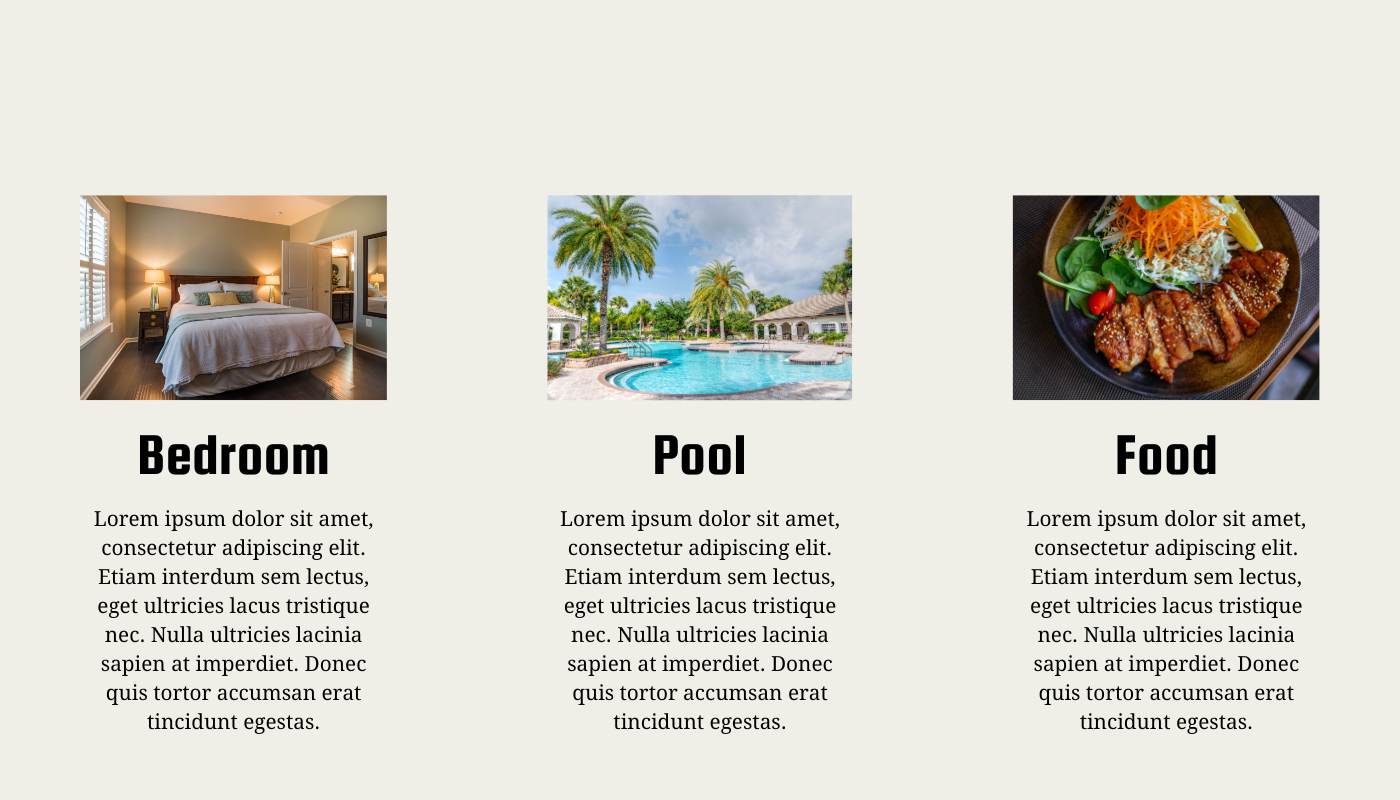 Bedroom
Lorem ipsum dolor sit amet,
consectetur adipiscing elit.
Etiam interdum sem lectus,
eget ultricies lacus tristique
nec. Nulla ultricies lacinia
sapien at imperdiet. Donec
quis tortor accumsan erat
tincidunt egestas.
Pool
Lorem ipsum dolor sit amet,
consectetur adipiscing elit.
Etiam interdum sem lectus,
eget ultricies lacus tristique
nec. Nulla ultricies lacinia
sapien at imperdiet. Donec
quis tortor accumsan erat
tincidunt egestas.
Food
Lorem ipsum dolor sit amet,
consectetur adipiscing elit.
Etiam interdum sem lectus,
eget ultricies lacus tristique
nec. Nulla ultricies lacinia
sapien at imperdiet. Donec
quis tortor accumsan erat
tincidunt egestas.